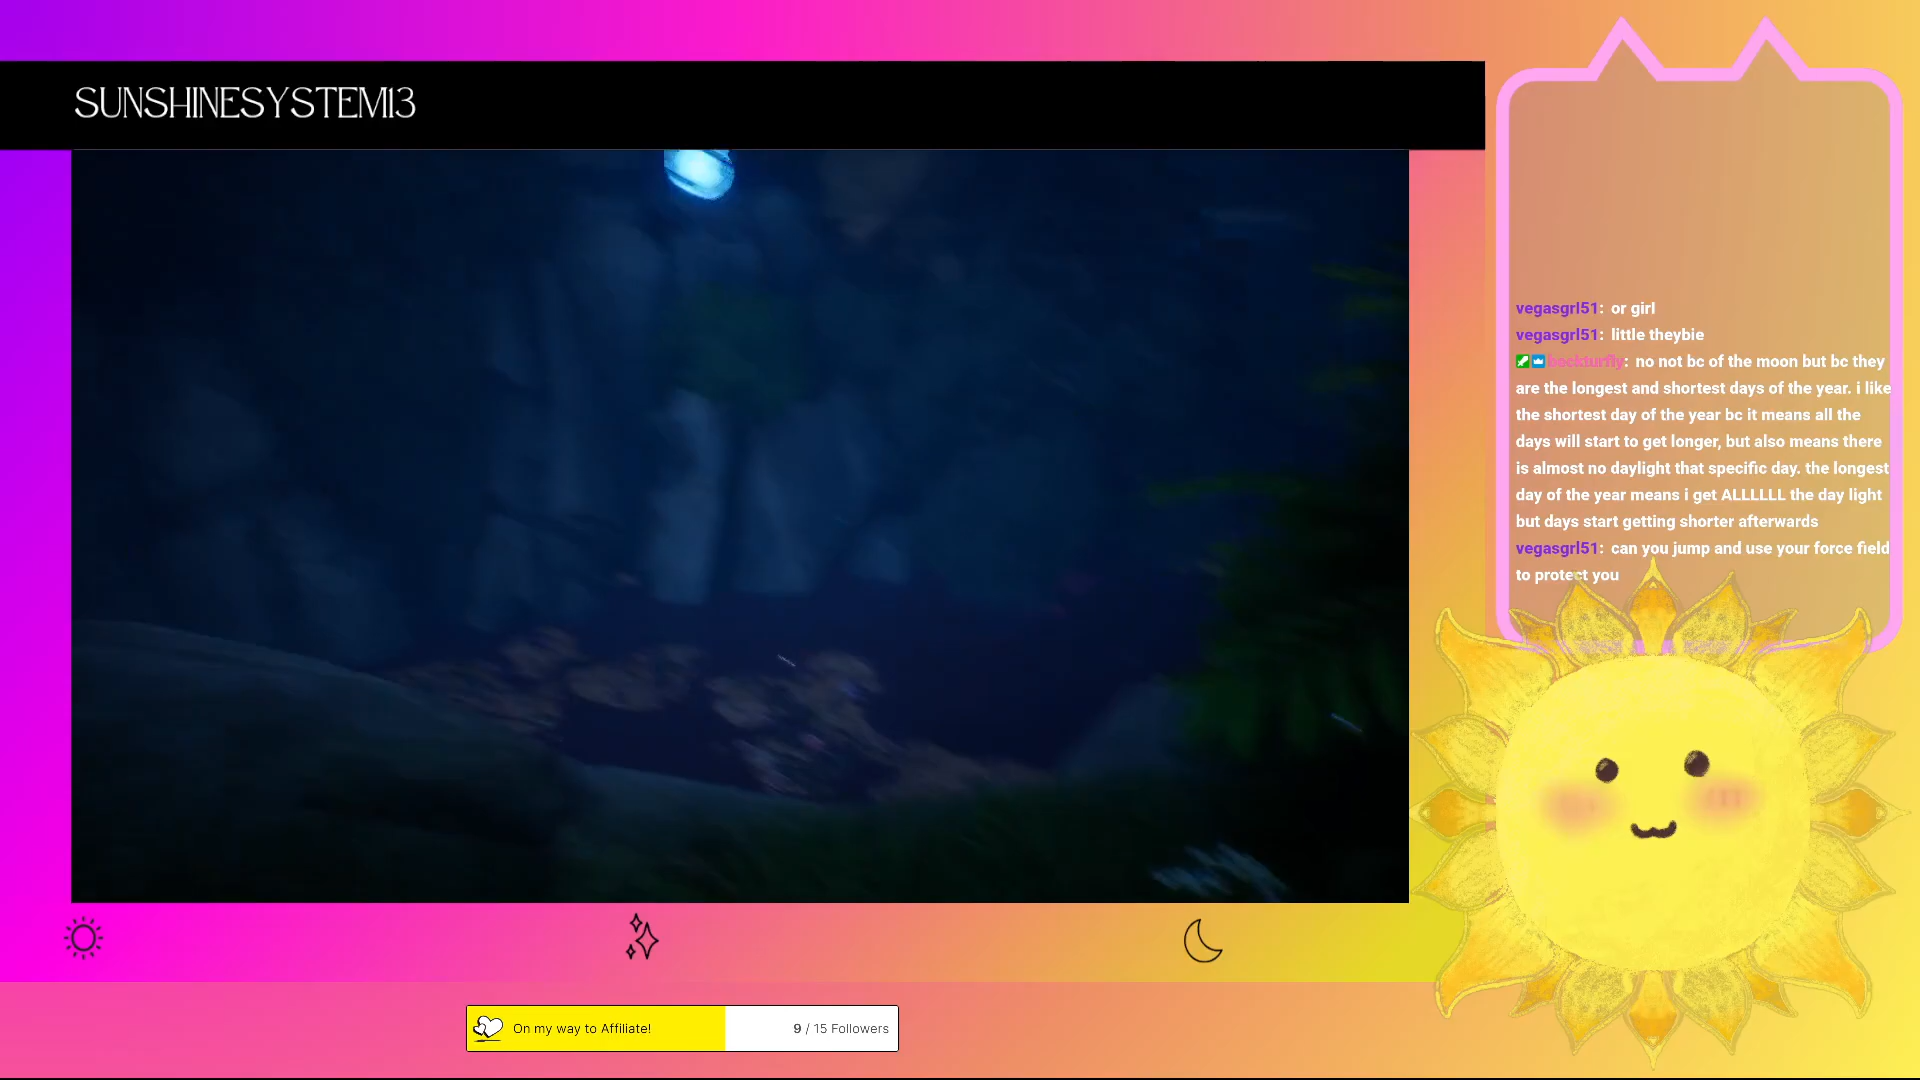 SUNSHINESYSTEM13
vegasgrl51: or girl
vegasgrl51: little theybie
backturfly: no not bc of the moon but bc they
are the longest and shortest days of the year. i like
the shortest day of the year bc it means all the
days will start to get longer, but also means there
is almost no daylight that specific day. the longest
day of the year means i get ALLLLLL the day light
but days start getting shorter afterwards
vegasgrl51: can you jump and use your force field
to protect you
On my way to Affiliate!
9 / 15 Followers